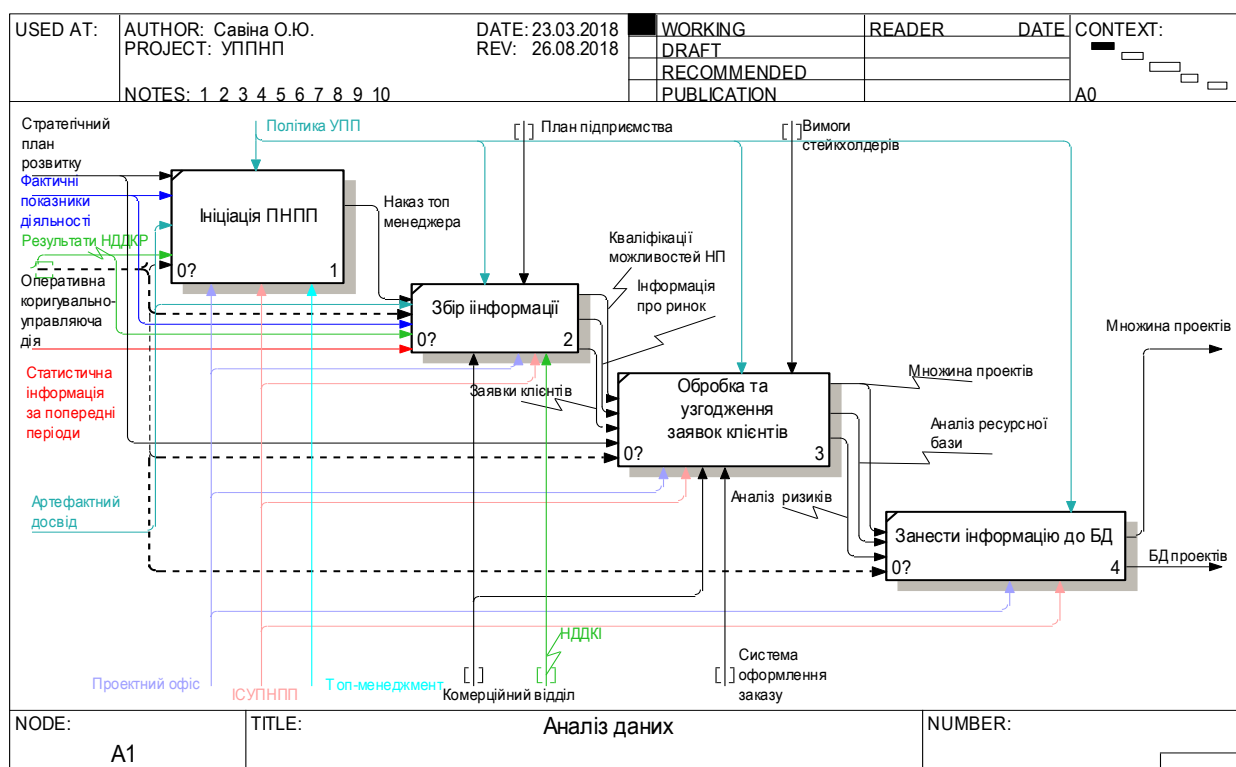 USED AT:
AUTHOR: Савіна О.Ю.
DATE: 23.03.2018
PROJECT: УППНП
REV: 26.08.2018
NOTES: 1 2 3 4 5 6 7 8 9 10
WORKING
DRAFT
RECOMMENDED
PUBLICATION
READER
DATE
CONTEXT:
A0
Стратегічний
план
розвитку
Фактичні
показники
діяльності
Результати НДДКР
Оперативна
коригувально-
управляюча
дія
Статистична
інформація
за попередні
періоди
Артефактний
досвід
Політика УПП
План підприємства
Вимоги
стейкхолдерів
Ініціація ПНПП
0?
1
Наказ топ
менеджера
Збір іінформації
0?
2
Кваліфікації
можливостей НП
Інформація
про ринок
Заявки клієнтів
Обробка та
узгодження
заявок клієнтів
0?
3
Множина проектів
Аналіз ресурсної
бази
Аналіз ризиків
Занести інформацію до БД
0?
4
Множина проектів
БД проектів
Проектний офіс
ІСУПНПП
Топ-менеджмент
Комерційний відділ
НДДКІ
Система
оформлення
заказу
NODE:
A1
TITLE:
Аналіз даних
NUMBER: